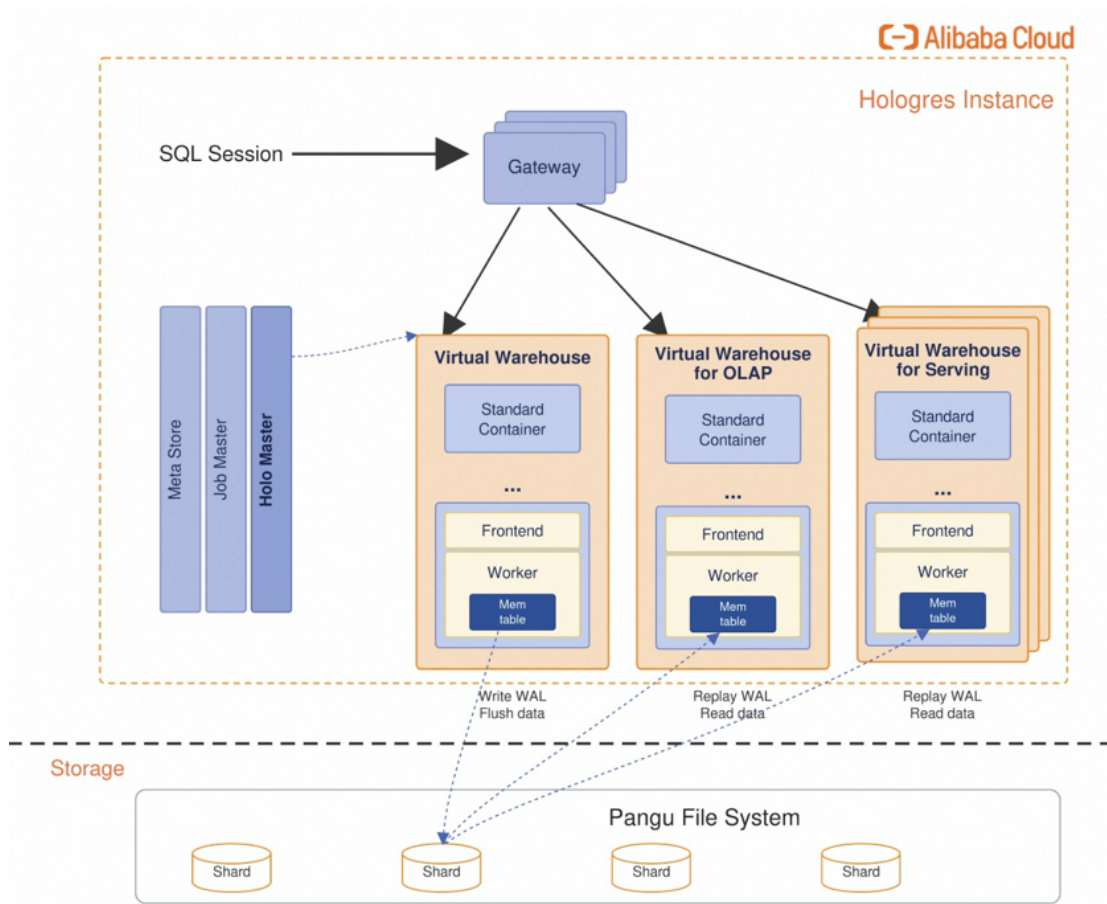 Alibaba Cloud
Hologres Instance
SQL Session
Gateway
Meta Store
Job Master
Holo Master
Virtual Warehouse
Standard
Container
...
Frontend
Worker
Mem
table
Virtual Warehouse
for OLAP
Standard
Container
...
Frontend
Worker
Mem
table
Virtual Warehouse
for Serving
Standard
Container
...
Frontend
Worker
Mem
table
Write WAL
Flush data
Replay WAL
Read data
Replay WAL
Read data
Storage
Pangu File System
Shard
Shard
Shard
Shard